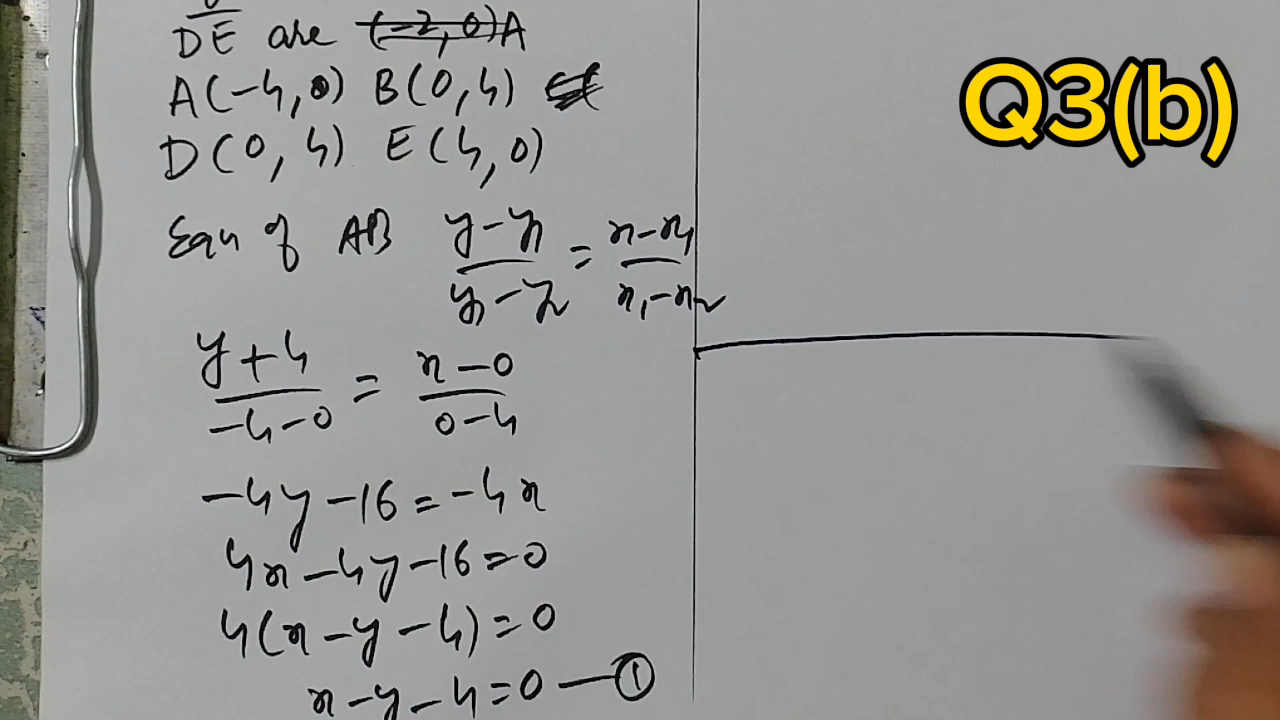 DE are (-2, 0) A
A(-4, 0) B(0, 4)
D(0, 4) E(4, 0)
Eqn of AB y-y1/y1-y2 = x-x1/x1-x2
y+4/-4-0 = x-0/0-4
-4y-16=-4x
4x-4y-16=0
4(x-y-4)=0
x-y-4=0 — ①
Q3(b)